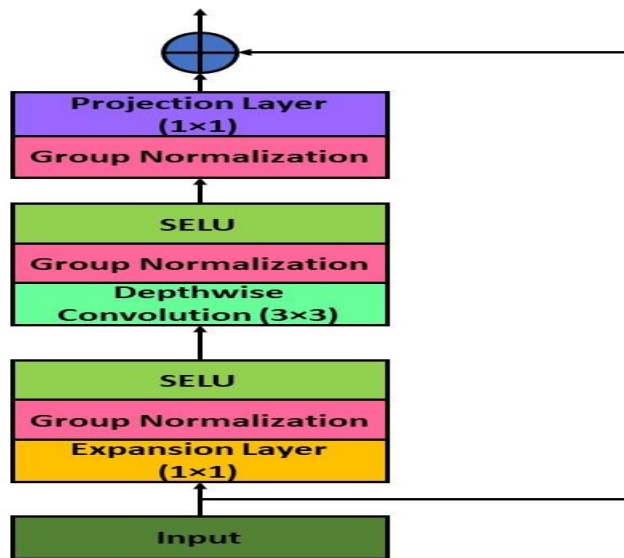 Projection Layer
(1×1)
Group Normalization
SELU
Group Normalization
Depthwise
Convolution (3×3)
SELU
Group Normalization
Expansion Layer
(1×1)
Input